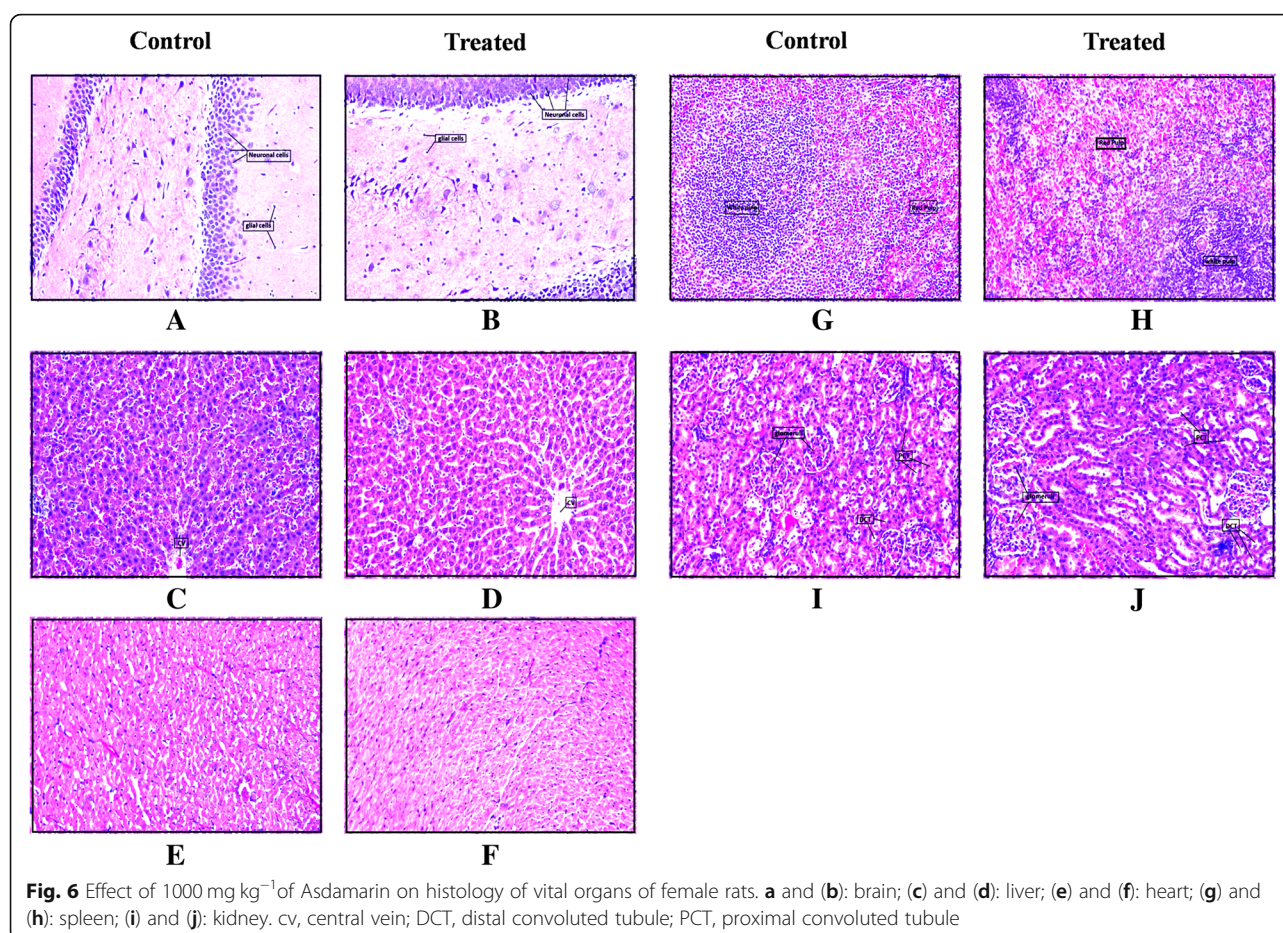 Control
Treated
Control
Treated
Neuronal cells
glial cells
Neuronal cells
glial cells
White pulp
Red Pulp
Red Pulp
White pulp
A
B
G
H
CV
CV
glomeruli
PCT
DCT
PCT
glomeruli
DCT
C
D
I
J
E
F
Fig. 6 Effect of 1000 mg kg⁻¹of Asdamarin on histology of vital organs of female rats. a and (b): brain; (c) and (d): liver; (e) and (f): heart; (g) and
(h): spleen; (i) and (j): kidney. cv, central vein; DCT, distal convoluted tubule; PCT, proximal convoluted tubule